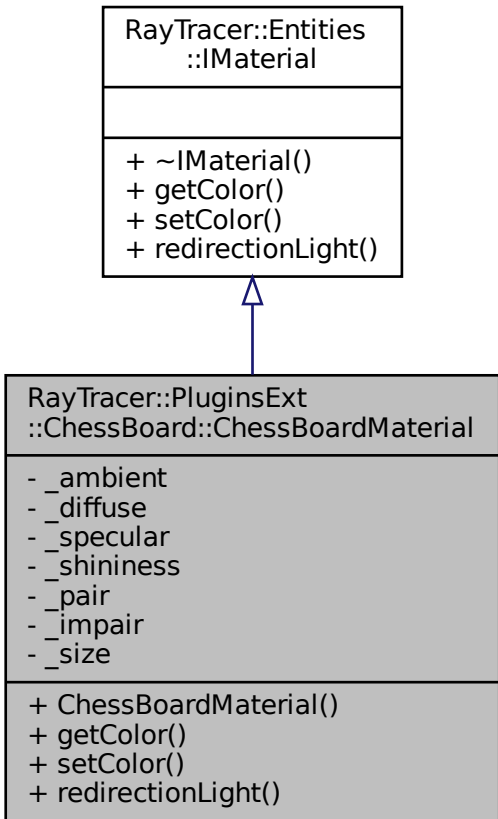 RayTracer::Entities
::IMaterial
+ ~IMaterial()
+ getColor()
+ setColor()
+ redirectionLight()
RayTracer::PluginsExt
::ChessBoard::ChessBoardMaterial
- _ambient
- _diffuse
- _specular
- _shininess
- _pair
- _impair
- _size
+ ChessBoardMaterial()
+ getColor()
+ setColor()
+ redirectionLight()